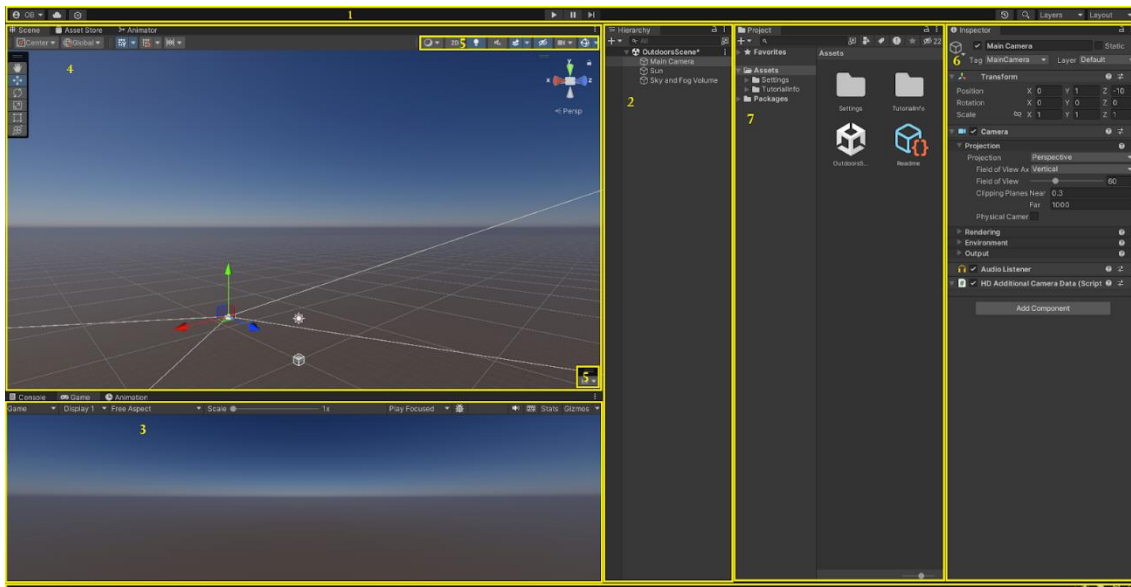 OB
1
Layers
Layout
Scene
Asset Store
Animator
Center
Global
5
2D
4
y
x
z
Persp
5
Console
Game
Animation
Game
Display 1
Free Aspect
Scale
1x
Play Focused
Stats
Gizmos
3
Hierarchy
All
OutdoorsScene*
Main Camera
Sun
Sky and Fog Volume
2
Project
22
Favorites
Assets
Settings
TutorialInfo
Packages
7
Assets
Settings
TutorialInfo
OutdoorsS...
Readme
Inspector
Main Camera
Static
6
Tag MainCamera
Layer Default
Transform
Position X 0 Y 1 Z -10
Rotation X 0 Y 0 Z 0
Scale X 1 Y 1 Z 1
Camera
Projection
Projection Perspective
Field of View Ax Vertical
Field of View 60
Clipping Planes Near 0.3
Far 1000
Physical Camer
Rendering
Environment
Output
Audio Listener
HD Additional Camera Data (Script
Add Component